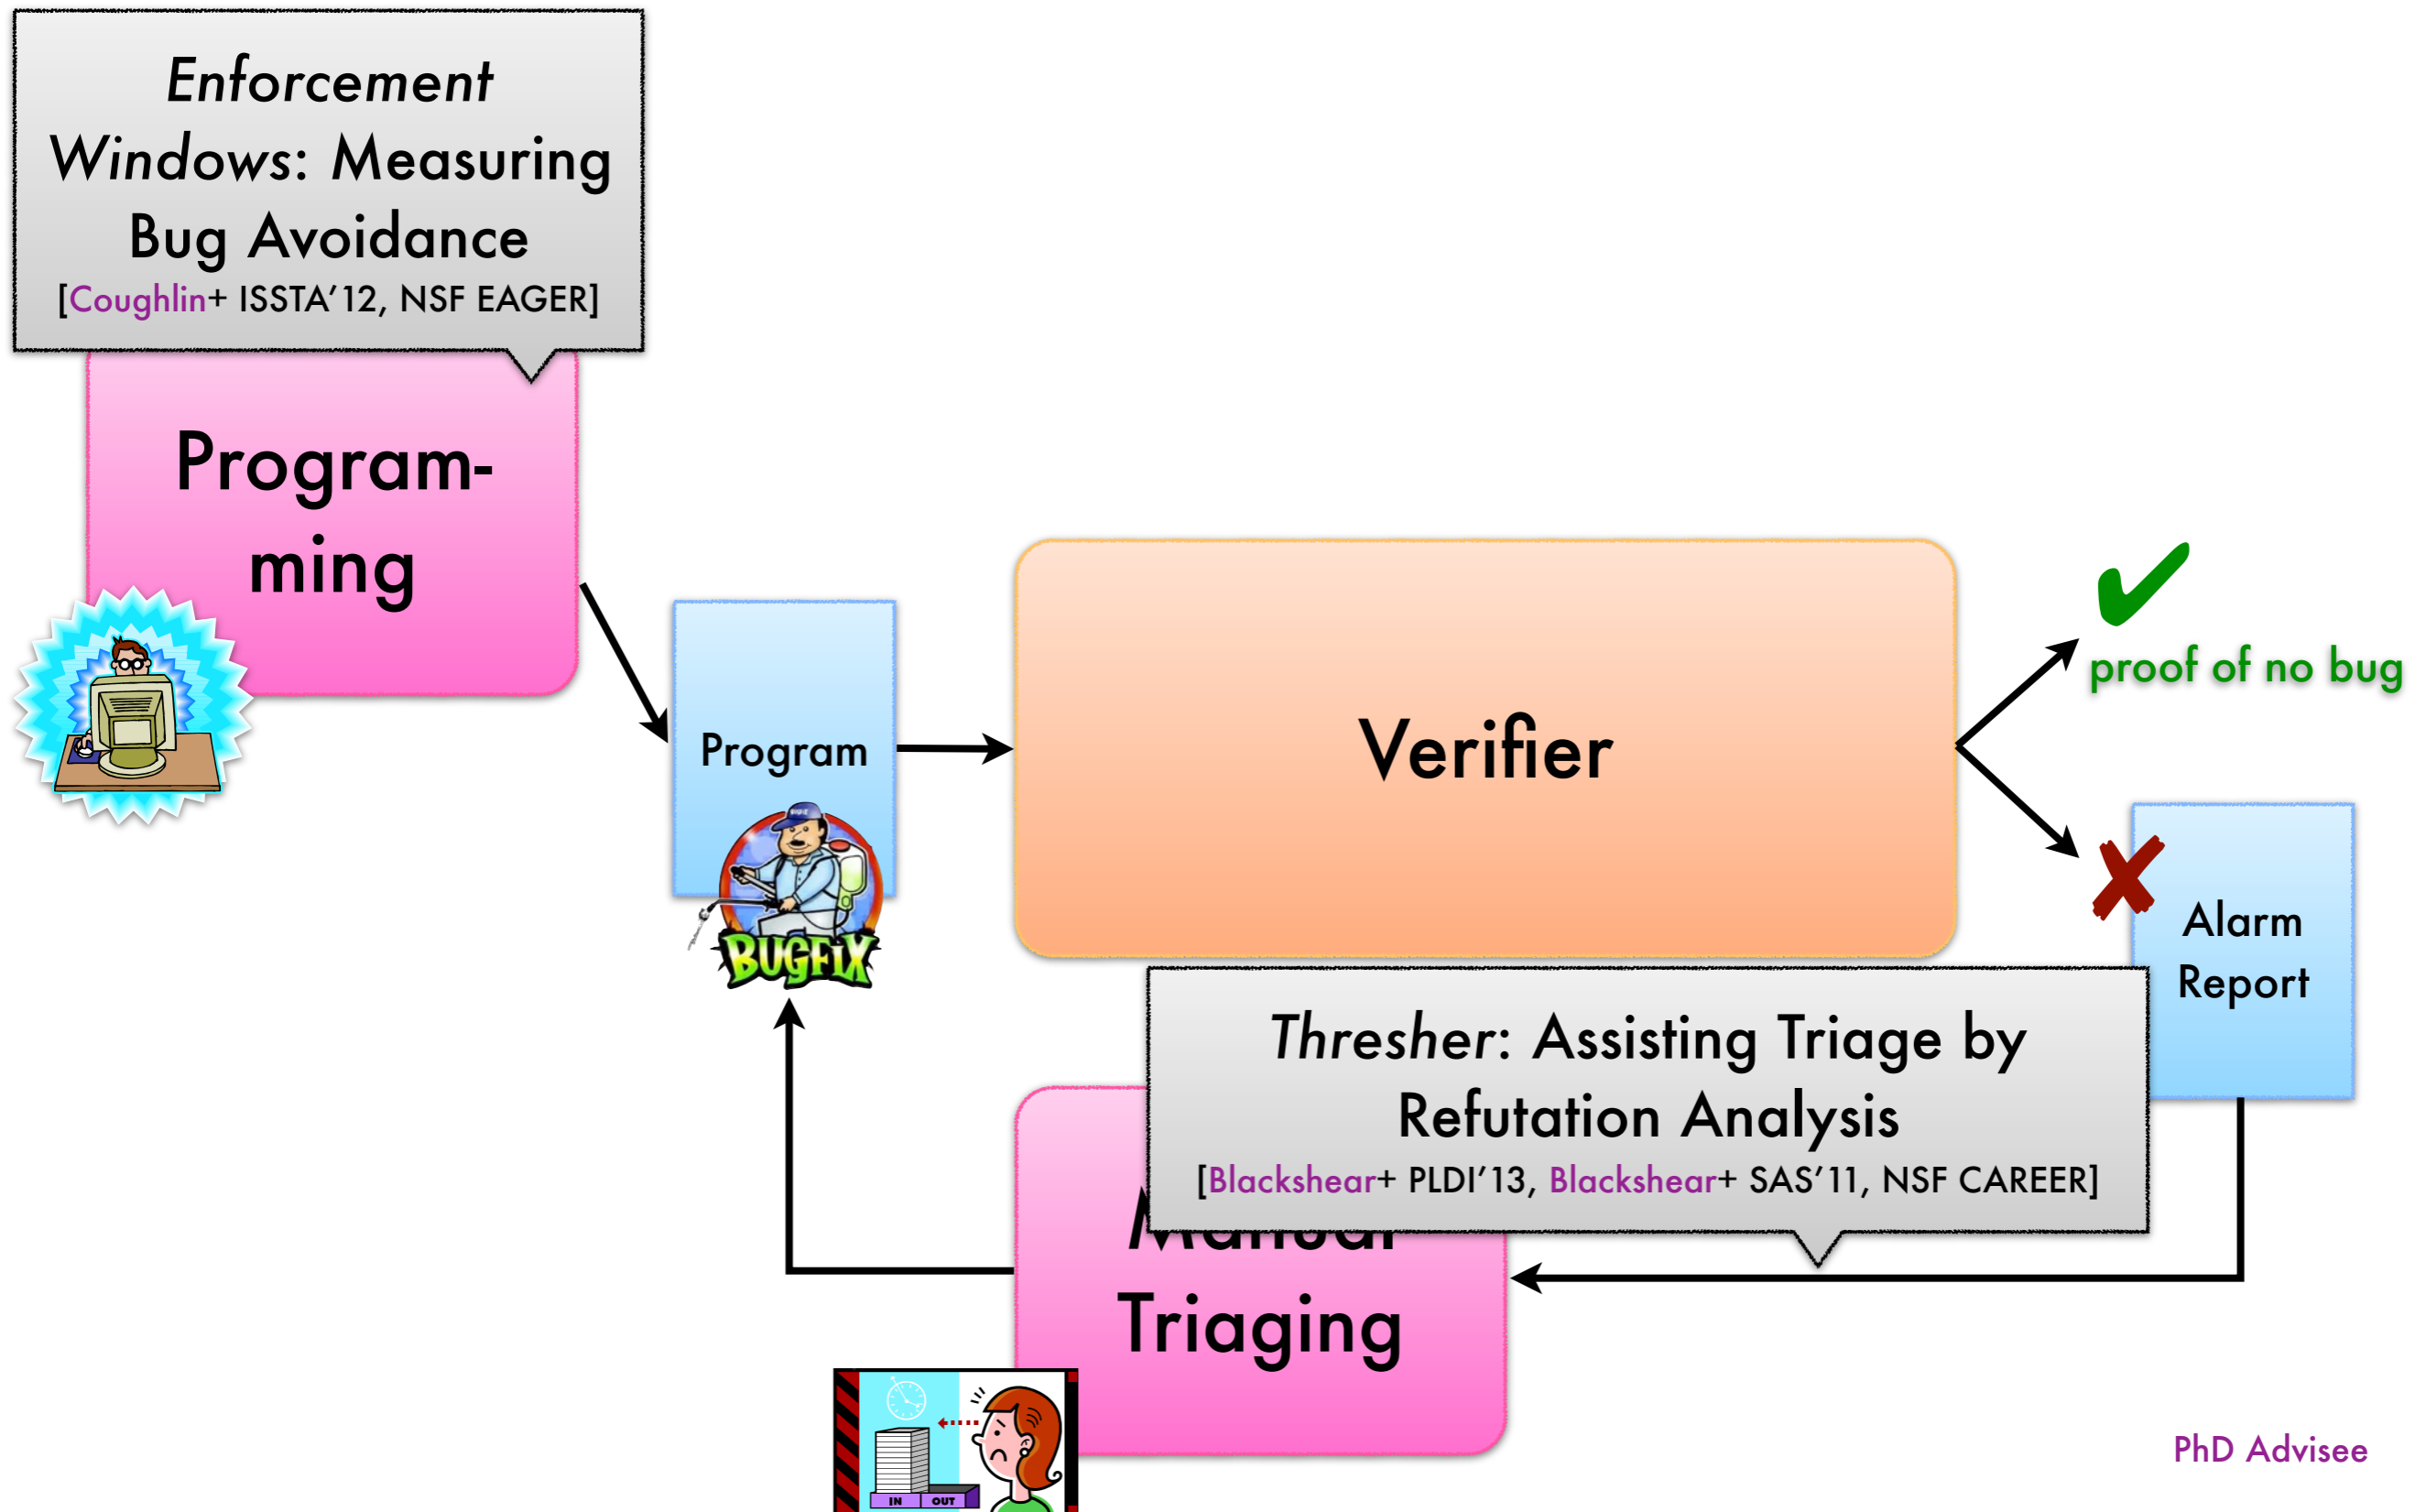 Enforcement
Windows: Measuring
Bug Avoidance
[Coughlin+ ISSTA'12, NSF EAGER]
Program-
ming
Program
BUGFIX
Verifier
✔
proof of no bug
✘
Alarm
Report
Thresher: Assisting Triage by
Refutation Analysis
[Blackshear+ PLDI'13, Blackshear+ SAS'11, NSF CAREER]
Manual
Triaging
IN OUT
PhD Advisee